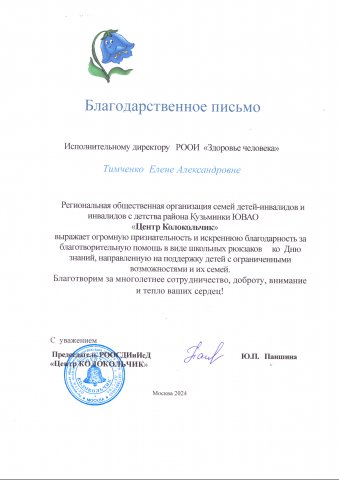 Благодарственное письмо
Исполнительному директору РООИ «Здоровье человека»
Тимченко Елене Александровне
Региональная общественная организация семей детей-инвалидов и
инвалидов с детства района Кузьминки ЮВАО
«Центр Колокольчик»
выражает огромную признательность и искреннюю благодарность за
благотворительную помощь в виде школьных рюкзаков ко Дню
знаний, направленную на поддержку детей с ограниченными
возможностями и их семей.
Благотворим за многолетнее сотрудничество, доброту, внимание
и тепло ваших сердец!
С уважением
Председатель РООСДИиИсД
«Центр КОЛОКОЛЬЧИК»
Ю.П. Паншина
КОЛОКОЛЬЧИК
МОСКВА
Москва 2024